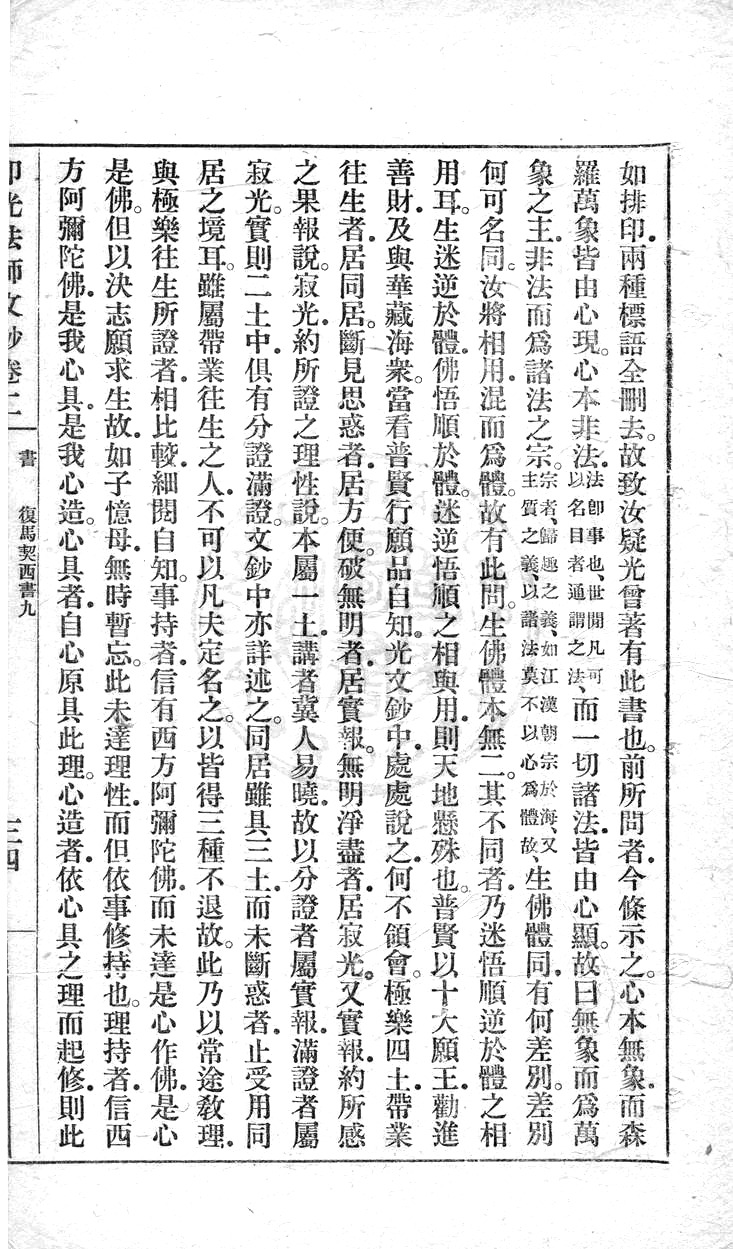 如排印．兩種標語全刪去。故致汝疑光曾著有此書也。前所問者．今條示之。心本無象．而森
羅萬象．皆由心現。心本非法．法卽事也、世間凡可以名目者通謂之法、而一切諸法．皆由心顯。故曰無象而爲萬
象之主．非法而爲諸法之宗。宗者、歸趣之義、如江漢朝宗於海、又主質之義、以諸法莫不以心爲體故、生佛體同．有何差別。差別
何可名同。汝將相用．混而爲體．故有此問。生佛體本無二。其不同者．乃迷悟順逆於體之相
用耳。生迷逆於體．佛悟順於體。迷逆悟順之相與用．則天地懸殊也。普賢以十大願王．勸進
善財．及與華藏海衆。當看普賢行願品自知。光文鈔中．處處說之．何不領會。極樂四土．帶業
往生者．居同居。斷見思惑者．居方便。破無明者．居實報。無明淨盡者．居寂光。又實報．約所感
之果報說。寂光．約所證之理性說。本屬一土．講者冀人易曉．故以分證者屬實報．滿證者屬
寂光。實則二土中．俱有分證滿證。文鈔中亦詳述之。同居雖具三土．而未斷惑者．止受用同
居之境耳。雖屬帶業往生之人．不可以凡夫定名之。以皆得三種不退故。此乃以常途敎理．
與極樂往生所證者．相比較．細閱自知。事持者．信有西方阿彌陀佛．而未達是心作佛．是心
是佛。但以決志願求生故．如子憶母．無時暫忘。此未達理性．而但依事修持也。理持者．信西
方阿彌陀佛．是我心具．是我心造。心具者．自心原具此理。心造者．依心具之理而起修．則此
印光法師文鈔卷二 書 復馬契西書九 三四